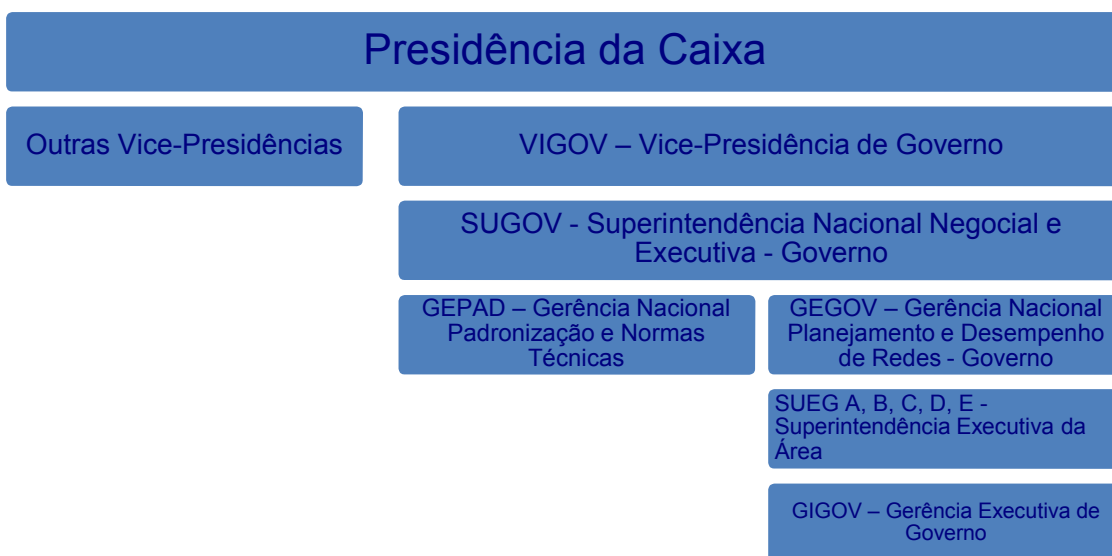 Presidência da Caixa
Outras Vice-Presidências
VIGOV – Vice-Presidência de Governo
SUGOV - Superintendência Nacional Negocial e
Executiva - Governo
GEPAD – Gerência Nacional
Padronização e Normas
Técnicas
GEGOV – Gerência Nacional
Planejamento e Desempenho
de Redes - Governo
SUEG A, B, C, D, E -
Superintendência Executiva da
Área
GIGOV – Gerência Executiva de
Governo